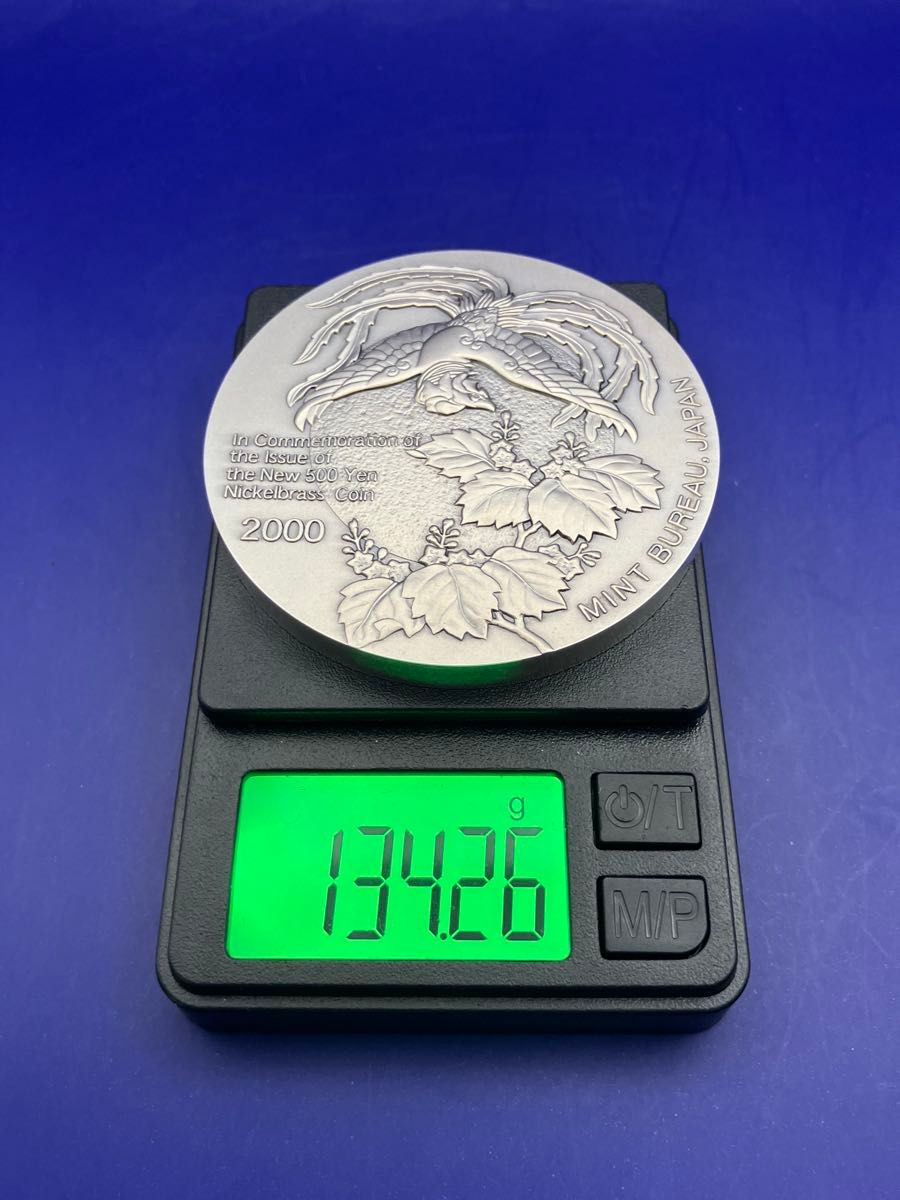 In Commemoration of
the Issue of
the New 500 Yen
Nickelbrass Coin
2000
MINT BUREAU, JAPAN
g
134.26
/T
M/P